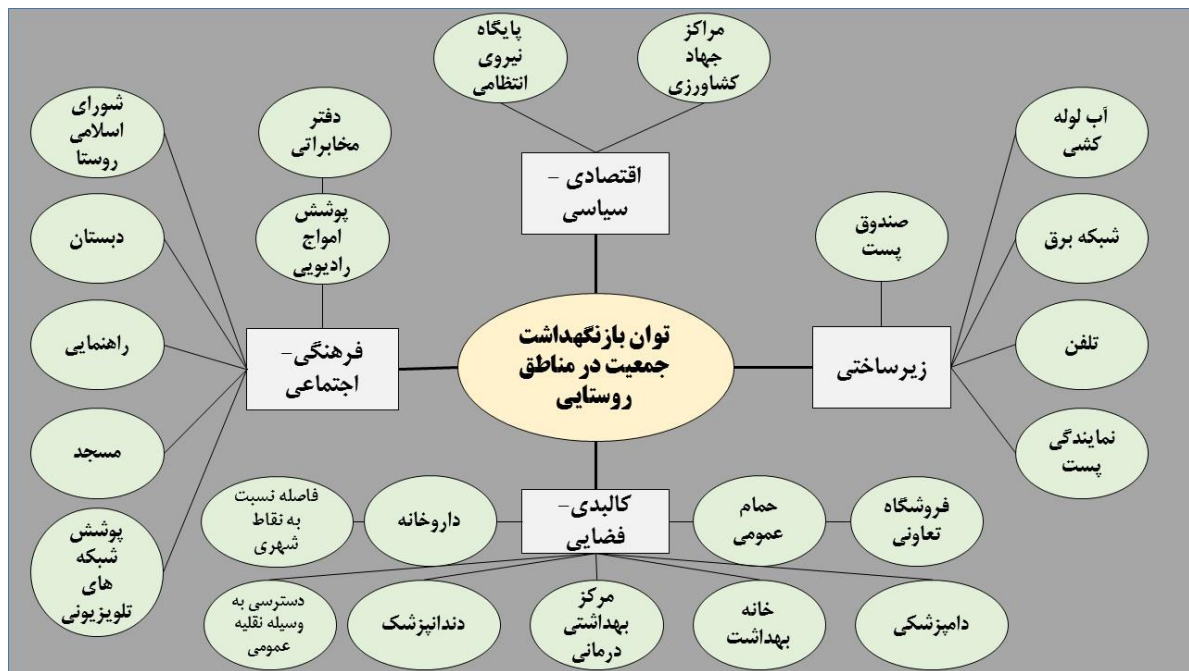 پایگاه
نیروی
انتظامی
مراکز
جهاد
کشاورزی
اقتصادی -
سیاسی
شورای
اسلامی
روستا
دبستان
راهنمایی
مسجد
پوشش
شبکه
های
تلویزیونی
دفتر
مخابراتی
پوشش
امواج
رادیویی
فرهنگی-
اجتماعی
توان بازنگهداشت
جمعیت در مناطق
روستایی
صندوق
پست
زیرساختی
آب لوله
کشی
شبکه برق
تلفن
نمایندگی
پست
کالبدی-
فضایی
حمام
عمومی
فروشگاه
تعاونی
داروخانه
فاصله نسبت
به نقاط
شهری
دامپزشکی
خانه
بهداشت
مرکز
بهداشتی
درمانی
دندانپزشک
دسترسی به
وسیله نقلیه
عمومی